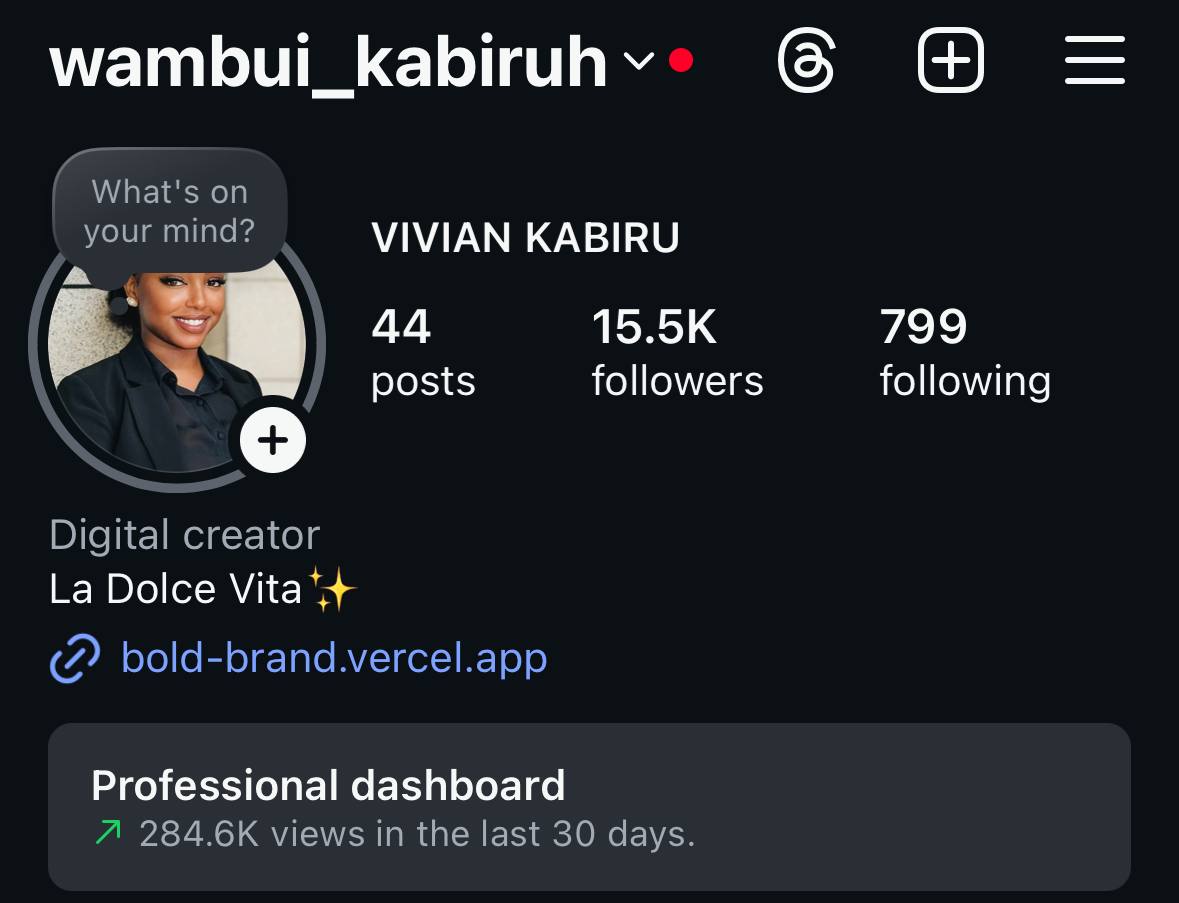 wambui_kabiruh
What's on
your mind?
VIVIAN KABIRU
44 15.5K 799
posts followers following
Digital creator
La Dolce Vita✨
bold-brand.vercel.app
Professional dashboard
284.6K views in the last 30 days.